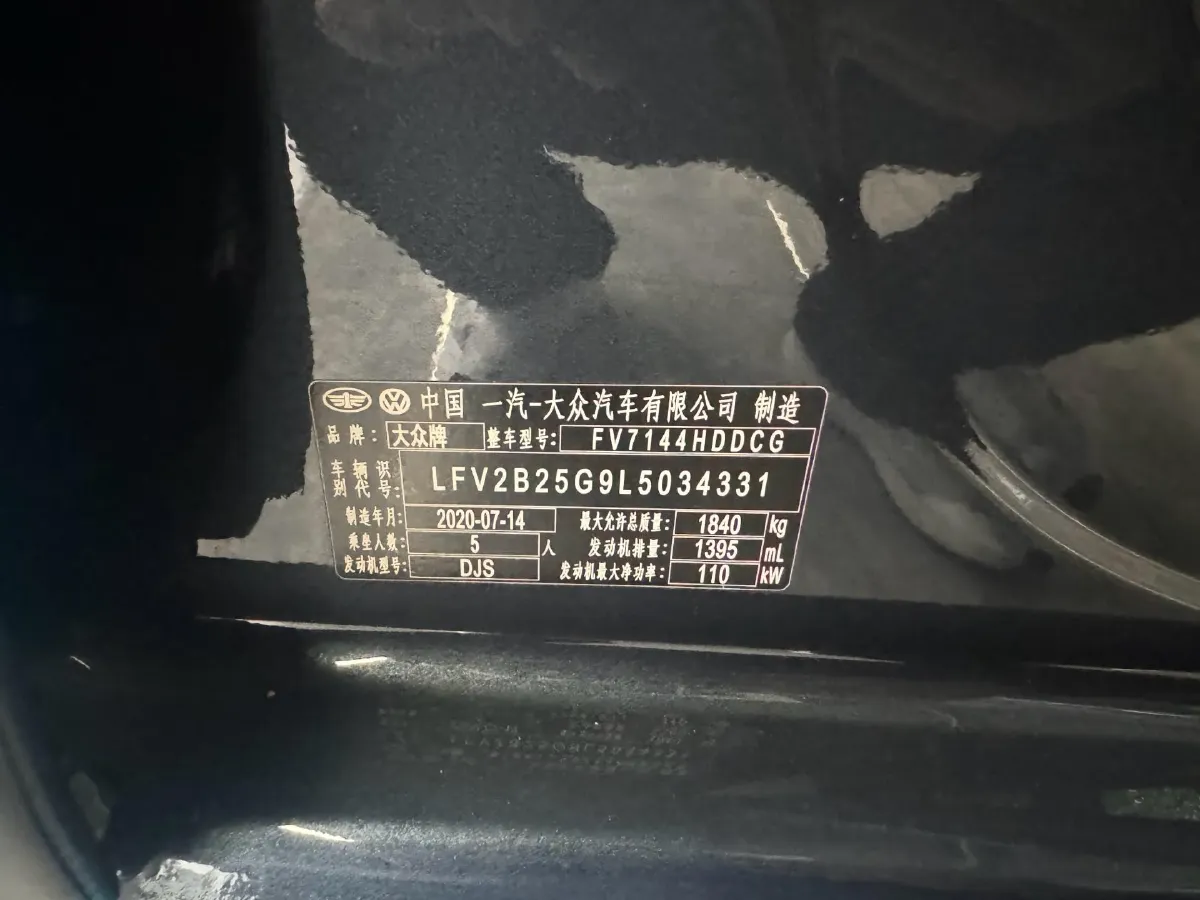 中国 一汽-大众汽车有限公司 制造
品牌: 大众牌 整车型号: FV7144HDDCG
车辆识别代号: LFV2B25G9L5034331
制造年月: 2020-07-14 最大允许总质量: 1840 kg
乘坐人数: 5 人 发动机排量: 1395 mL
发动机型号: DJS 发动机最大净功率: 110 kW